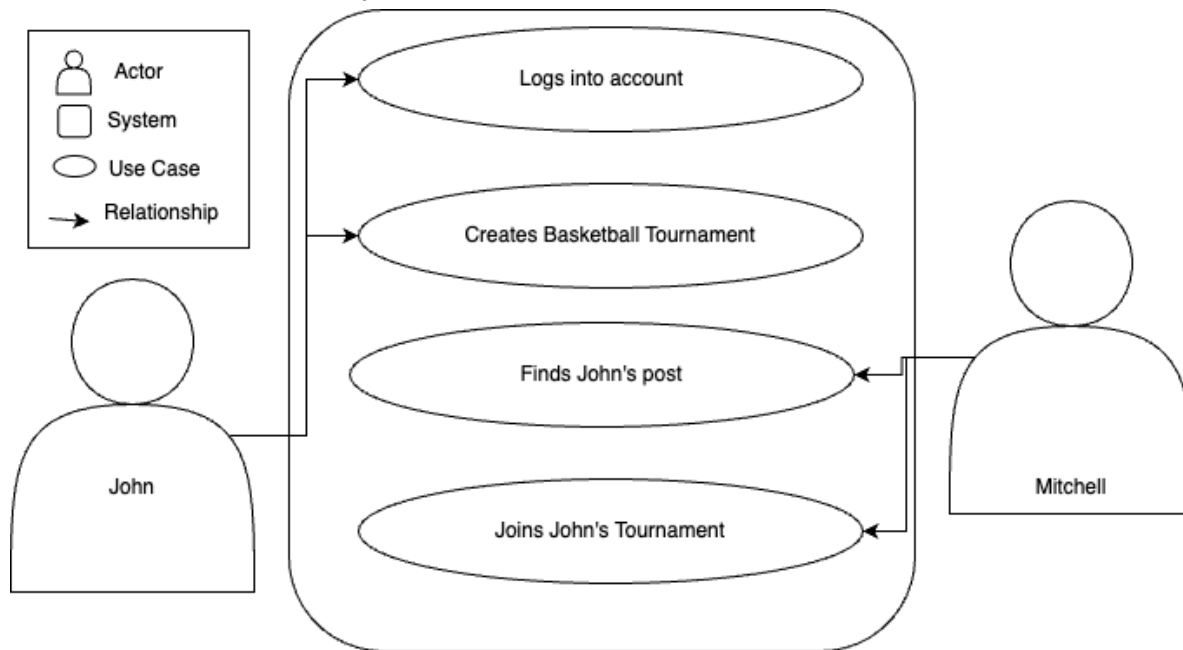 Actor
System
Use Case
Relationship
Logs into account
Creates Basketball Tournament
Finds John's post
Joins John's Tournament
John
Mitchell